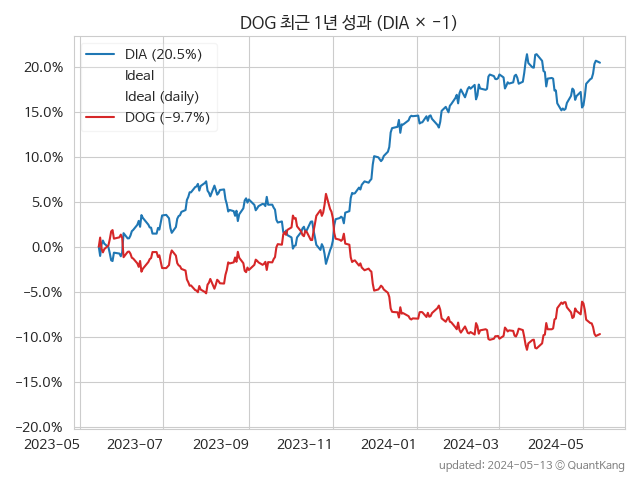 DOG 최근 1년 성과 (DIA × −1)
DIA (20.5%)
Ideal
Ideal (daily)
DOG (−9.7%)
20.0%
15.0%
10.0%
5.0%
0.0%
−5.0%
−10.0%
−15.0%
−20.0%
2023-05 2023-07 2023-09 2023-11 2024-01 2024-03 2024-05
updated: 2024-05-13 ⓒ QuantKang